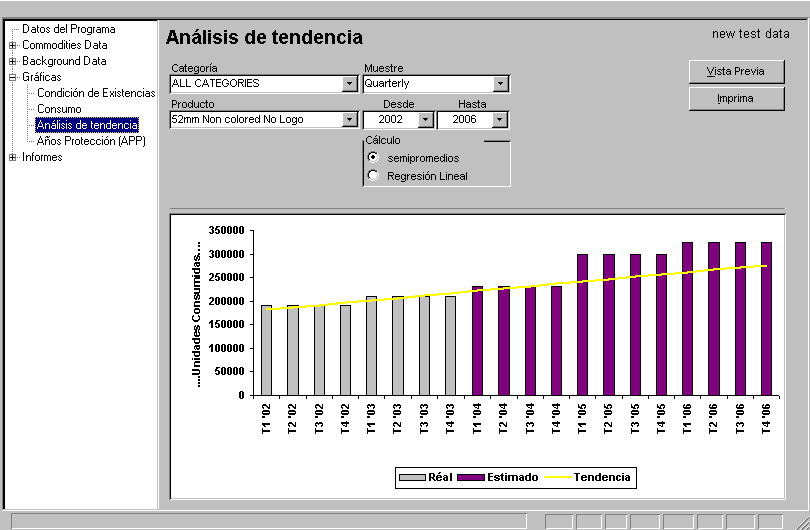 Datos del Programa
Commodities Data
Background Data
Gráficas
Condición de Existencias
Consumo
Análisis de tendencia
Años Protección (APP)
Informes
Análisis de tendencia
new test data
Categoría
Muestre
ALL CATEGORIES
Quarterly
Vista Previa
Producto
Desde
Hasta
Imprima
52mm Non colored No Logo
2002
2006
Cálculo
semipromedios
Regresión Lineal
....Unidades Consumidas....
350000
300000
250000
200000
150000
100000
50000
0
T1 '02
T2 '02
T3 '02
T4 '02
T1 '03
T2 '03
T3 '03
T4 '03
T1 '04
T2 '04
T3 '04
T4 '04
T1 '05
T2 '05
T3 '05
T4 '05
T1 '06
T2 '06
T3 '06
T4 '06
Réal Estimado Tendencia